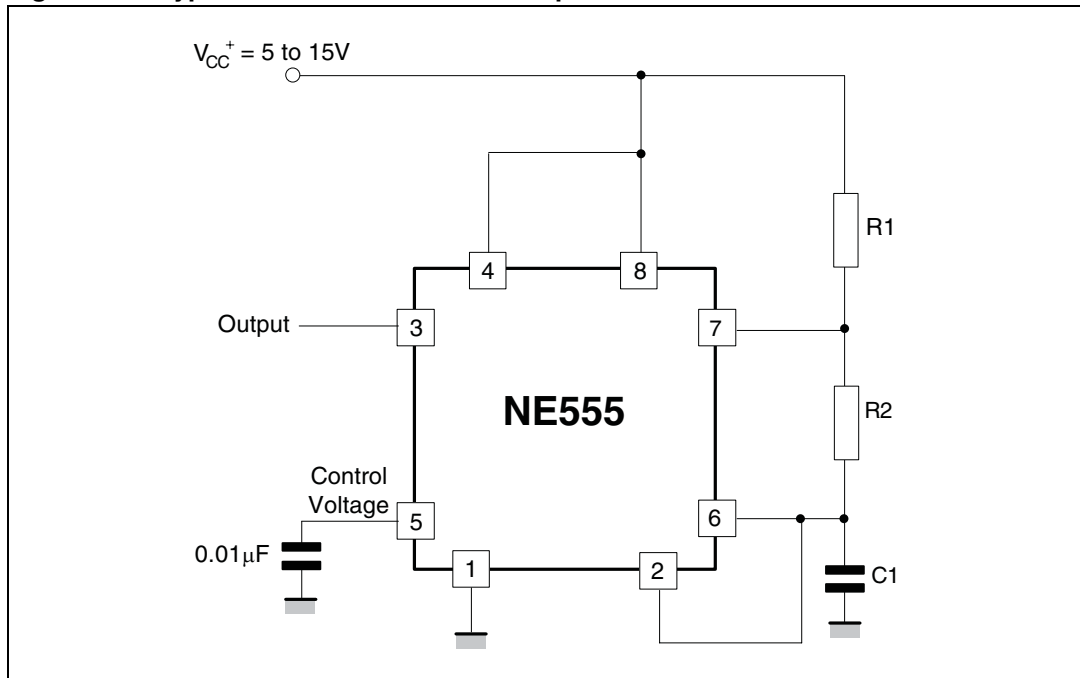 V_CC^+ = 5 to 15V
R1
4
8
Output
3
7
NE555
R2
Control
Voltage
5
6
0.01μF
1
2
C1